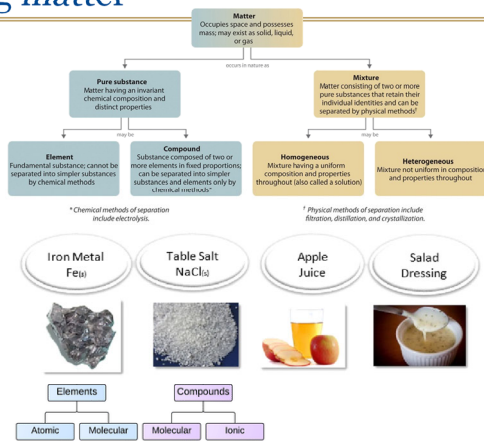 matter
Matter
Occupies space and possesses
mass; may exist as solid, liquid,
or gas
occurs in nature as
Pure substance
Matter having an invariant
chemical composition and
distinct properties
Mixture
Matter consisting of two or more
pure substances that retain their
individual identities and can be
separated by physical methods†
may be
may be
Element
Fundamental substance; cannot be
separated into simpler substances
by chemical methods
Compound
Substance composed of two or
more elements in fixed proportions;
can be separated into simpler
substances and elements only by
chemical methods*
Homogeneous
Mixture having a uniform
composition and properties
throughout (also called a solution)
Heterogeneous
Mixture not uniform in composition
and properties throughout
* Chemical methods of separation
include electrolysis.
† Physical methods of separation include
filtration, distillation, and crystallization.
Iron Metal
Fe(s)
Table Salt
NaCl(s)
Apple
Juice
Salad
Dressing
Elements
Compounds
Atomic
Molecular
Molecular
Ionic